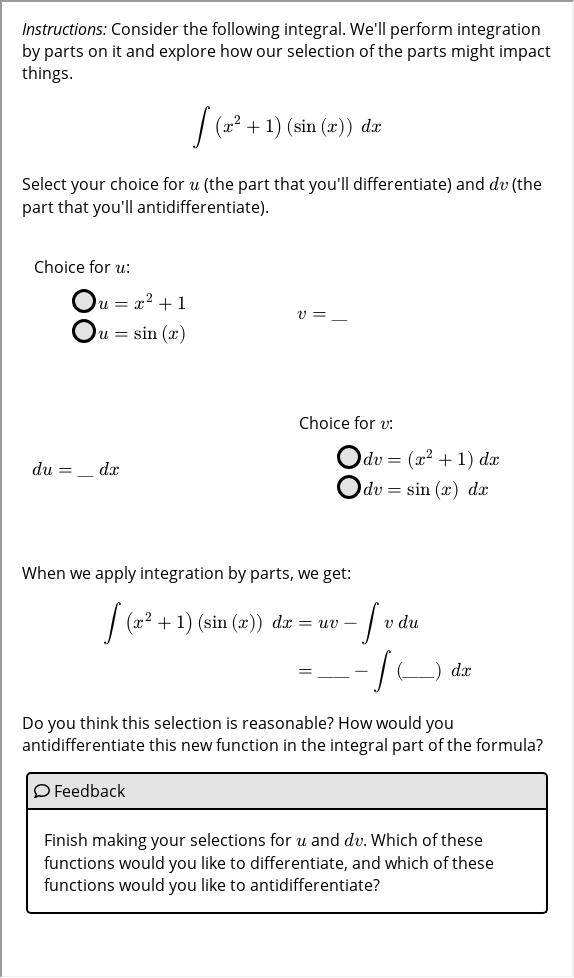 Instructions: Consider the following integral. We'll perform integration
by parts on it and explore how our selection of the parts might impact
things.
∫ (x² + 1) (sin (x)) dx
Select your choice for u (the part that you'll differentiate) and dv (the
part that you'll antidifferentiate).
Choice for u:
u = x² + 1
u = sin (x)
v = __
Choice for v:
du = __ dx
dv = (x² + 1) dx
dv = sin (x) dx
When we apply integration by parts, we get:
∫ (x² + 1) (sin (x)) dx = uv − ∫ v du
= ___ − ∫ (___) dx
Do you think this selection is reasonable? How would you
antidifferentiate this new function in the integral part of the formula?
Feedback
Finish making your selections for u and dv. Which of these
functions would you like to differentiate, and which of these
functions would you like to antidifferentiate?